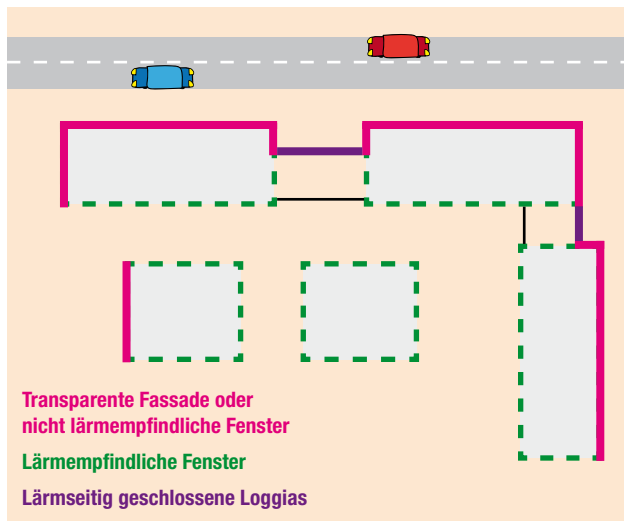 Transparente Fassade oder
nicht lärmempfindliche Fenster
Lärmempfindliche Fenster
Lärmseitig geschlossene Loggias